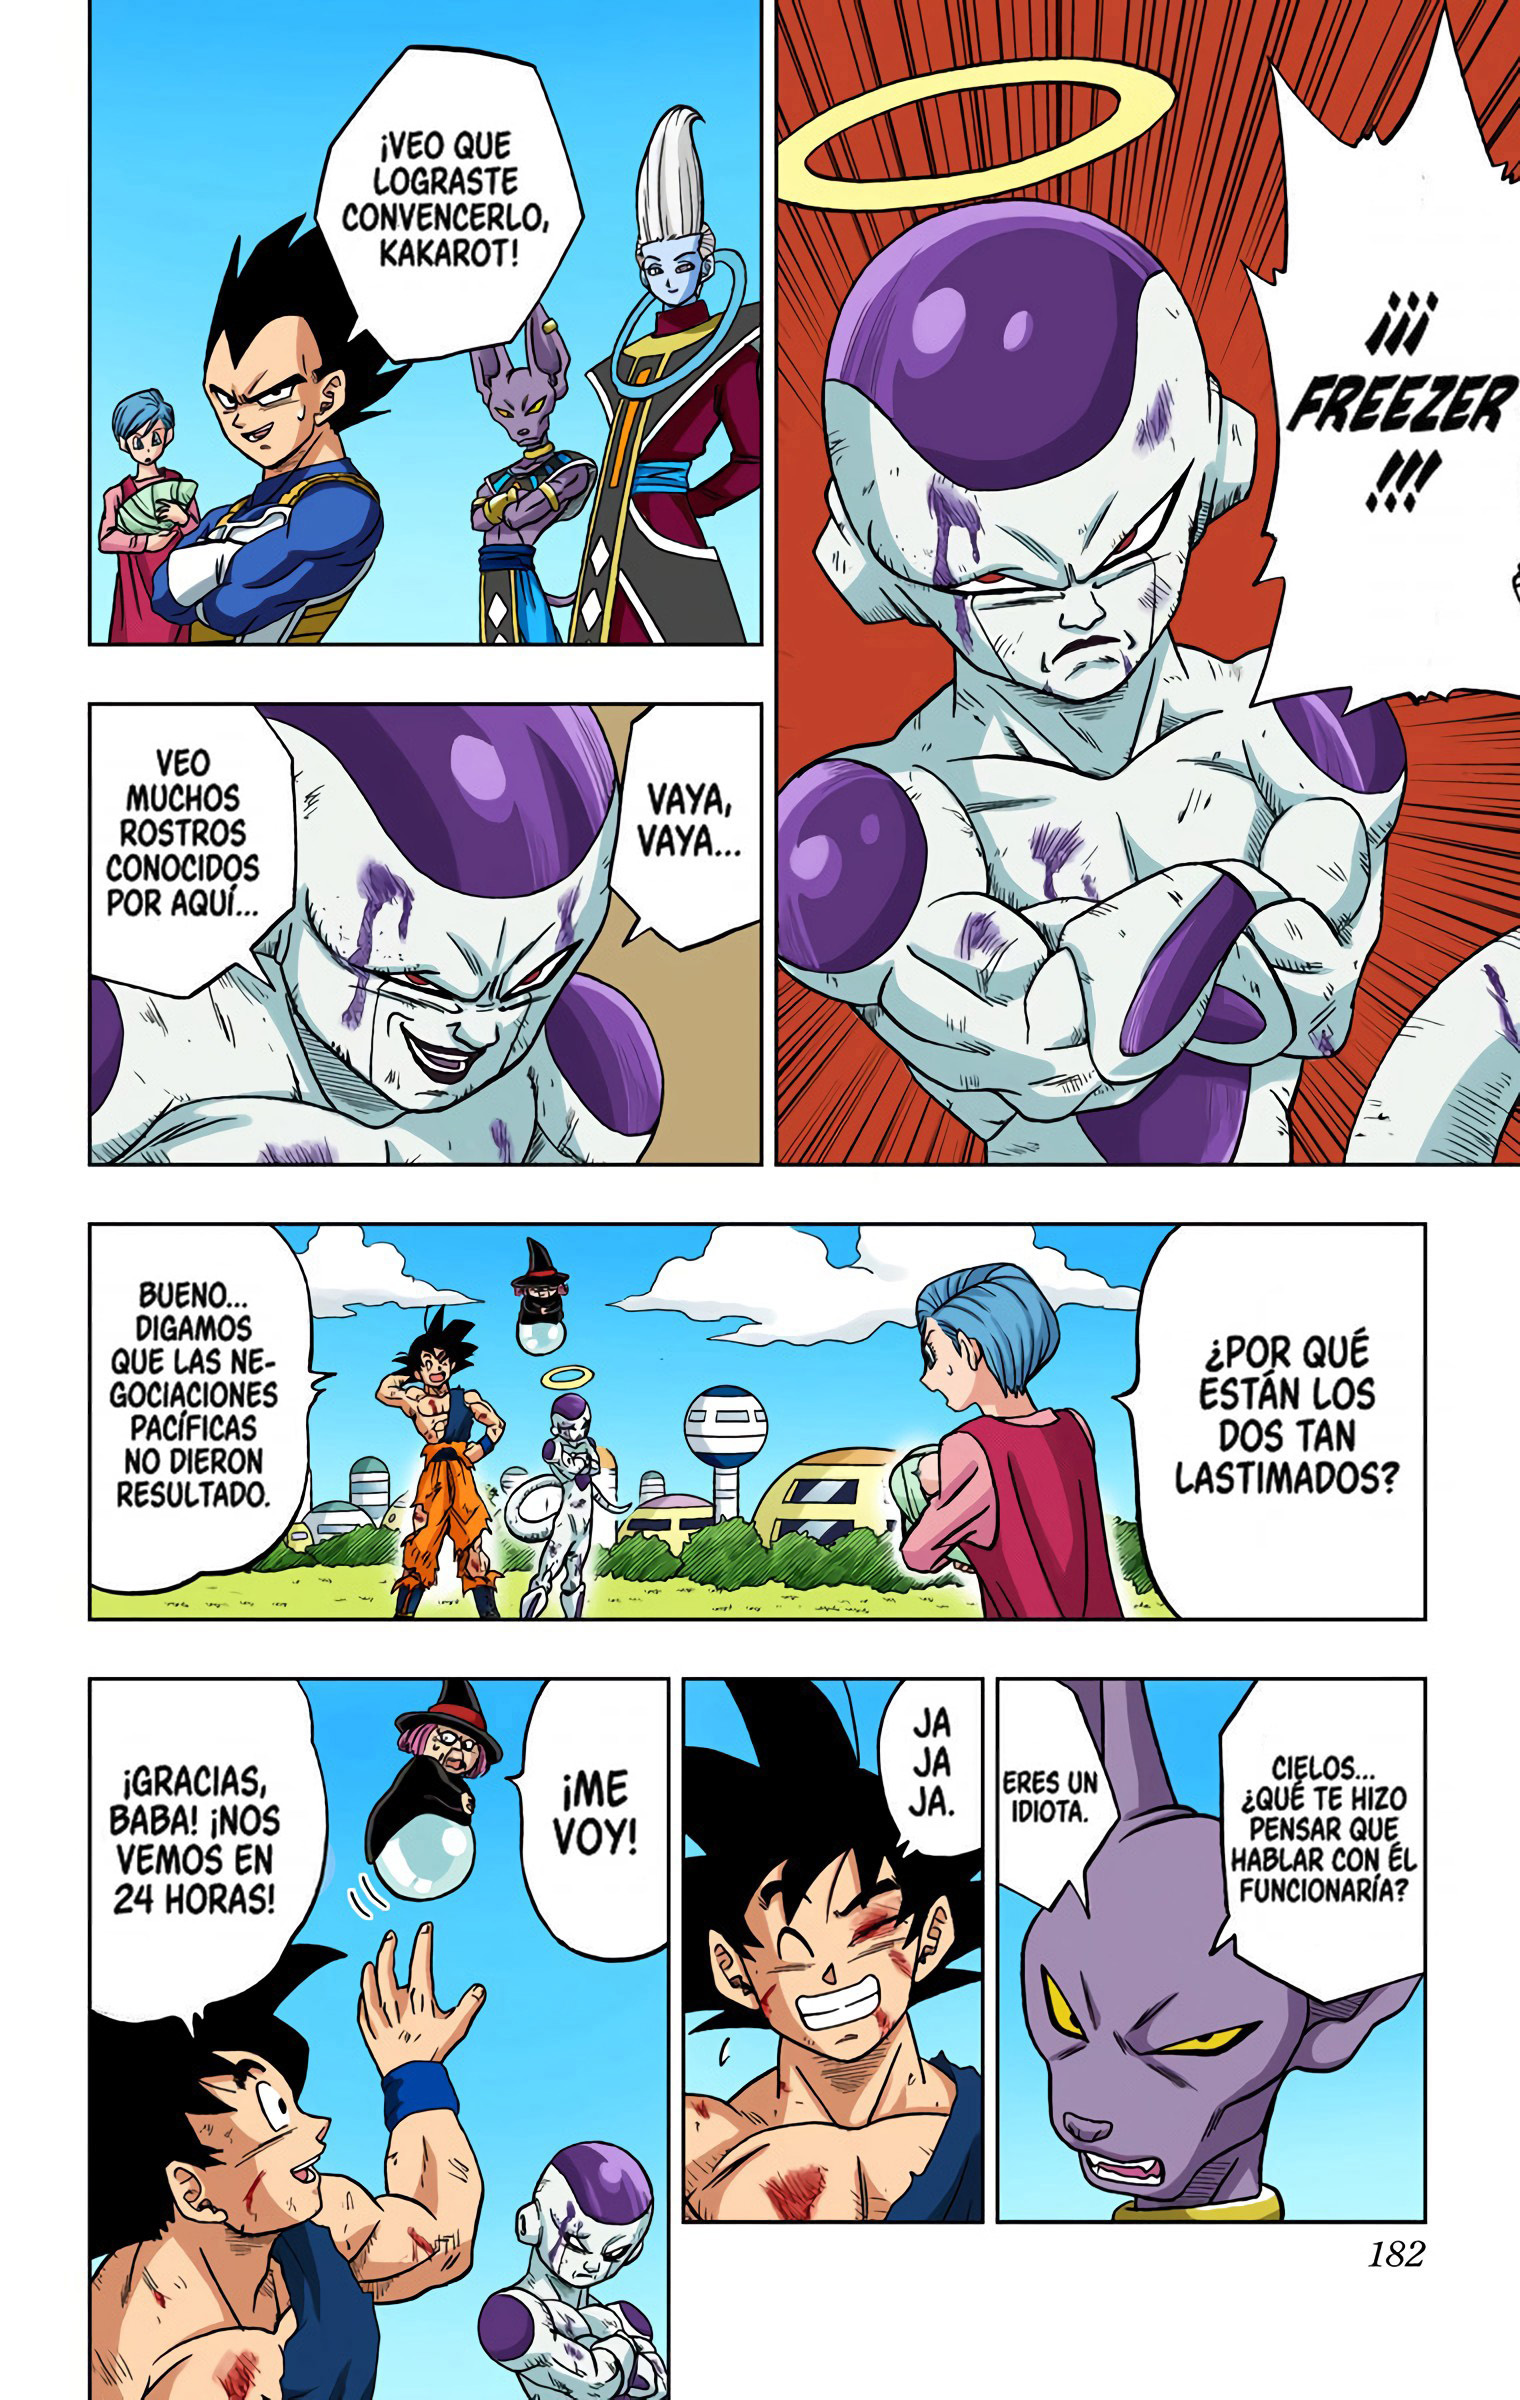 ¡¡¡
FREEZER
!!!
¡VEO QUE
LOGRASTE
CONVENCERLO,
KAKAROT!
VAYA,
VAYA...
VEO
MUCHOS
ROSTROS
CONOCIDOS
POR AQUÍ...
¿POR QUÉ
ESTÁN LOS
DOS TAN
LASTIMADOS?
BUENO...
DIGAMOS
QUE LAS NE-
GOCIACIONES
PACÍFICAS
NO DIERON
RESULTADO.
CIELOS...
¿QUÉ TE HIZO
PENSAR QUE
HABLAR CON ÉL
FUNCIONARÍA?
ERES UN
IDIOTA.
JA
JA
JA.
¡ME
VOY!
¡GRACIAS,
BABA! ¡NOS
VEMOS EN
24 HORAS!
182